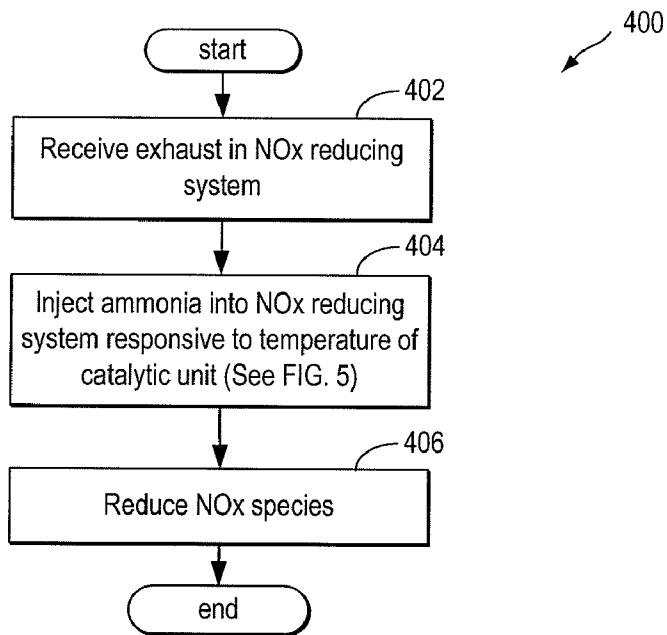 400
start
402
Receive exhaust in NOx reducing
system
404
Inject ammonia into NOx reducing
system responsive to temperature of
catalytic unit (See FIG. 5)
406
Reduce NOx species
end